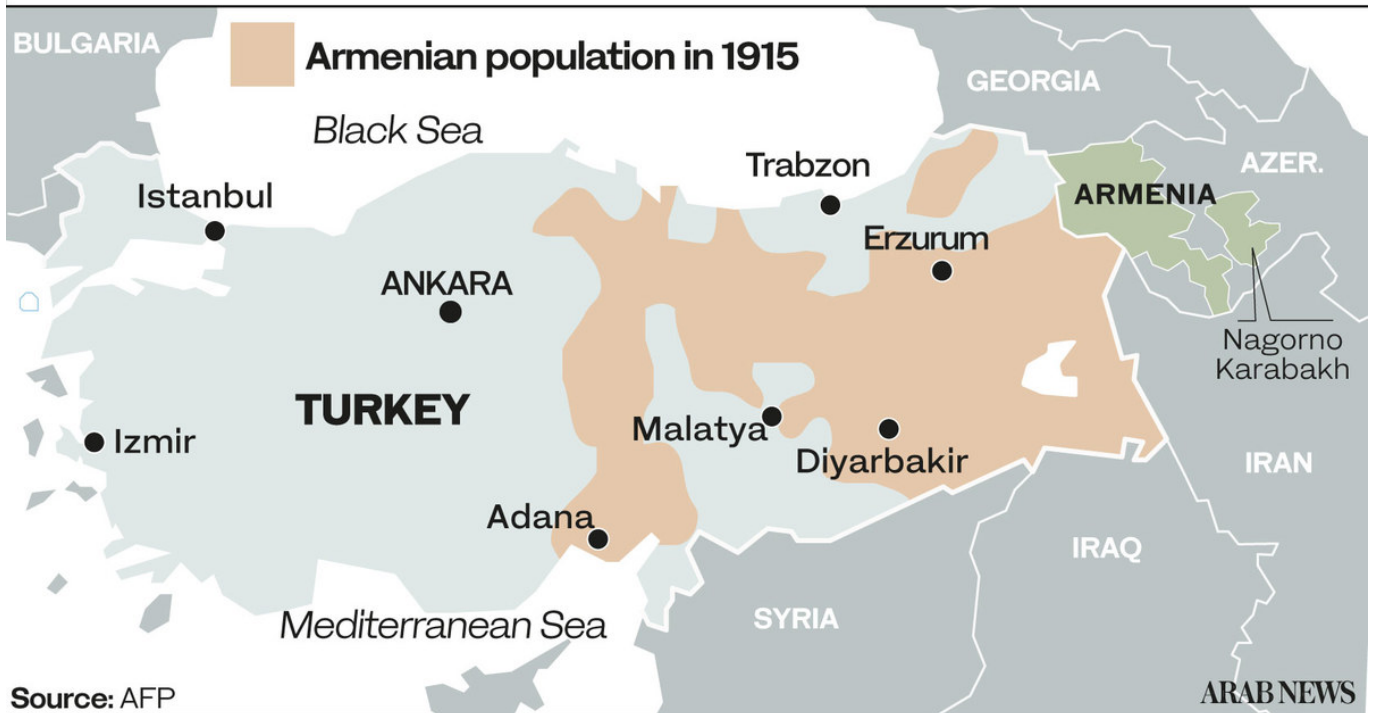 BULGARIA
Armenian population in 1915
GEORGIA
Black Sea
Trabzon
AZER.
Istanbul
ARMENIA
Erzurum
ANKARA
Nagorno
Karabakh
TURKEY
Malatya
Izmir
Diyarbakir
IRAN
Adana
IRAQ
Mediterranean Sea
SYRIA
Source: AFP
ARAB NEWS